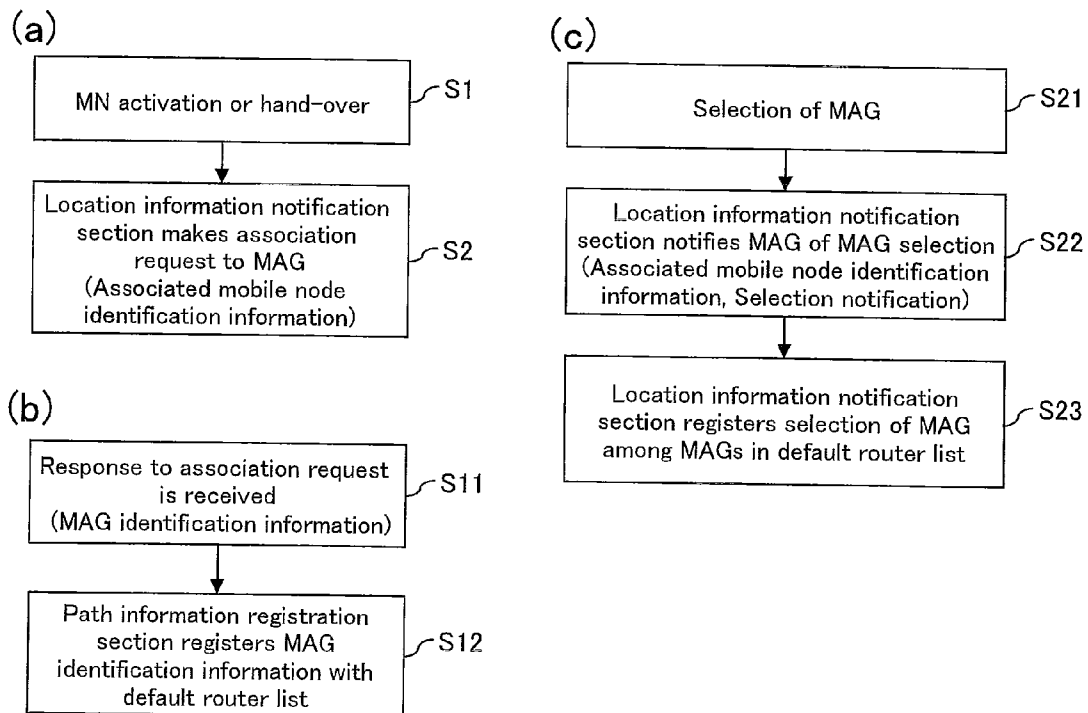 (a)
MN activation or hand-over
S1
Location information notification
section makes association
request to MAG
(Associated mobile node
identification information)
S2
(b)
Response to association request
is received
(MAG identification information)
S11
Path information registration
section registers MAG
identification information with
default router list
S12
(c)
Selection of MAG
S21
Location information notification
section notifies MAG of MAG selection
(Associated mobile node identification
information, Selection notification)
S22
Location information notification
section registers selection of MAG
among MAGs in default router list
S23